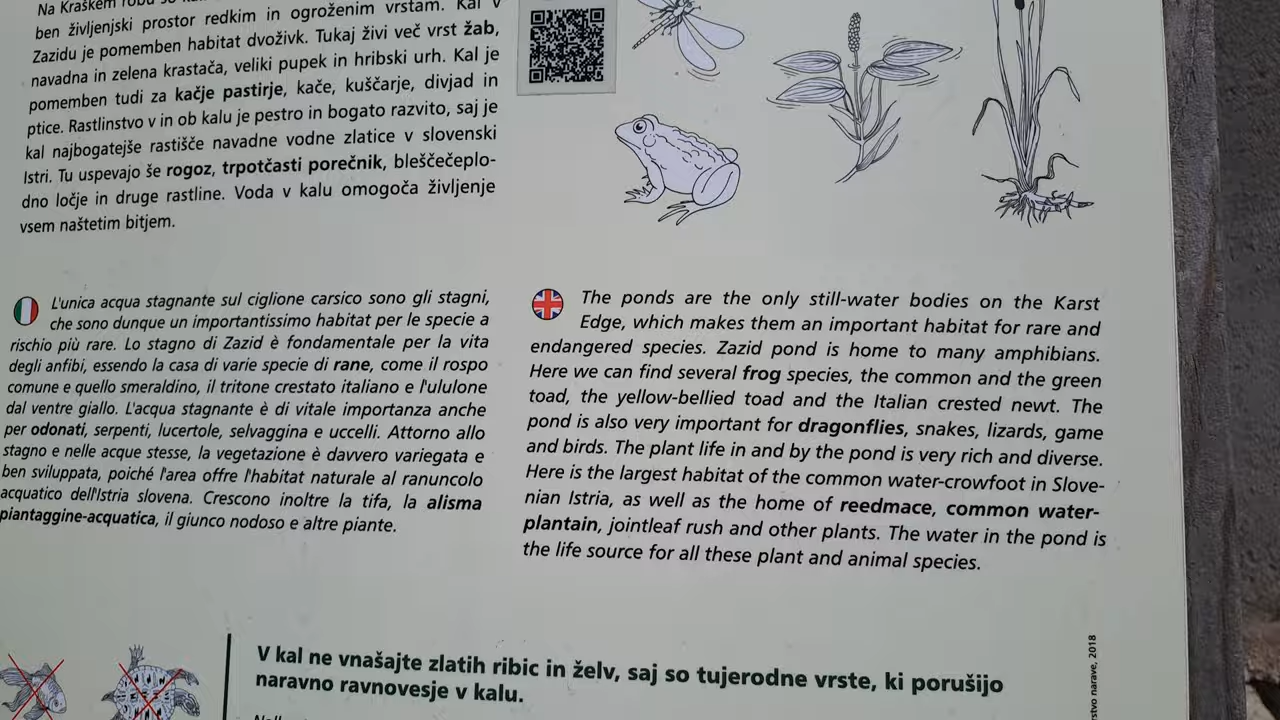 Na Kraškem robu so
ben življenjski prostor redkim in ogroženim vrstam. Kal v
Zazidu je pomemben habitat dvoživk. Tukaj živi več vrst žab,
navadna in zelena krastača, veliki pupek in hribski urh. Kal je
pomemben tudi za kačje pastirje, kače, kuščarje, divjad in
ptice. Rastlinstvo v in ob kalu je pestro in bogato razvito, saj je
kal najbogatejše rastišče navadne vodne zlatice v slovenski
Istri. Tu uspevajo še rogoz, trpotčasti porečnik, bleščečeplo-
dno ločje in druge rastline. Voda v kalu omogoča življenje
vsem naštetim bitjem.
L'unica acqua stagnante sul ciglione carsico sono gli stagni,
che sono dunque un importantissimo habitat per le specie a
rischio più rare. Lo stagno di Zazid è fondamentale per la vita
degli anfibi, essendo la casa di varie specie di rane, come il rospo
comune e quello smeraldino, il tritone crestato italiano e l'ululone
dal ventre giallo. L'acqua stagnante è di vitale importanza anche
per odonati, serpenti, lucertole, selvaggina e uccelli. Attorno allo
stagno e nelle acque stesse, la vegetazione è davvero variegata e
ben sviluppata, poiché l'area offre l'habitat naturale al ranuncolo
acquatico dell'Istria slovena. Crescono inoltre la tifa, la alisma
piantaggine-acquatica, il giunco nodoso e altre piante.
The ponds are the only still-water bodies on the Karst
Edge, which makes them an important habitat for rare and
endangered species. Zazid pond is home to many amphibians.
Here we can find several frog species, the common and the green
toad, the yellow-bellied toad and the Italian crested newt. The
pond is also very important for dragonflies, snakes, lizards, game
and birds. The plant life in and by the pond is very rich and diverse.
Here is the largest habitat of the common water-crowfoot in Slove-
nian Istria, as well as the home of reedmace, common water-
plantain, jointleaf rush and other plants. The water in the pond is
the life source for all these plant and animal species.
V kal ne vnašajte zlatih ribic in želv, saj so tujerodne vrste, ki porušijo
naravno ravnovesje v kalu.
rstvo narave, 2018